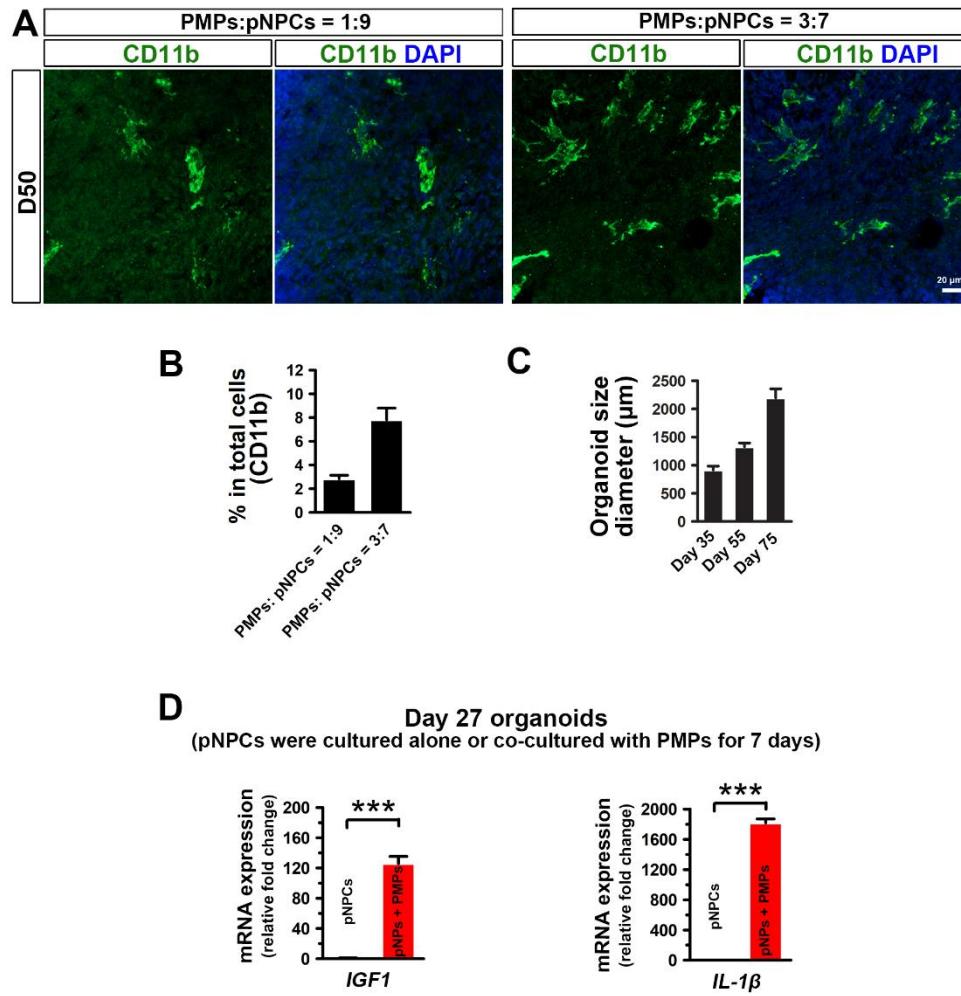 A
PMPs:pNPCs = 1:9
PMPs:pNPCs = 3:7
CD11b
CD11b DAPI
CD11b
CD11b DAPI
D50
20 µm
B
% in total cells
(CD11b)
12
10
8
6
4
2
0
PMPs: pNPCs = 1:9
PMPs: pNPCs = 3:7
C
Organoid size
diameter (µm)
2500
2000
1500
1000
500
0
Day 35
Day 55
Day 75
D
Day 27 organoids
(pNPCs were cultured alone or co-cultured with PMPs for 7 days)
mRNA expression
(relative fold change)
200
160
120
80
40
0
***
pNPCs
pNPs + PMPs
IGF1
mRNA expression
(relative fold change)
2000
1600
1200
800
400
0
***
pNPCs
pNPs + PMPs
IL-1β